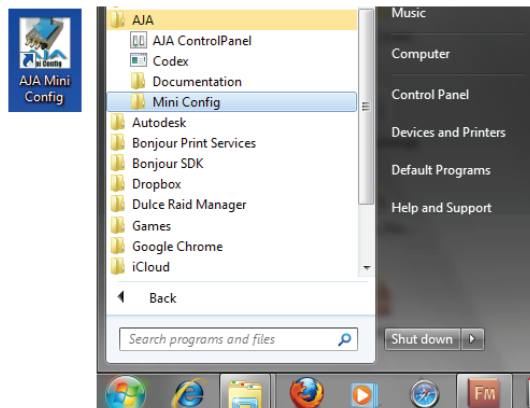 AJA Mini
Config
AJA
AJA ControlPanel
Codex
Documentation
Mini Config
Autodesk
Bonjour Print Services
Bonjour SDK
Dropbox
Dulce Raid Manager
Games
Google Chrome
iCloud
Back
Search programs and files
Music
Computer
Control Panel
Devices and Printers
Default Programs
Help and Support
Shut down
FM